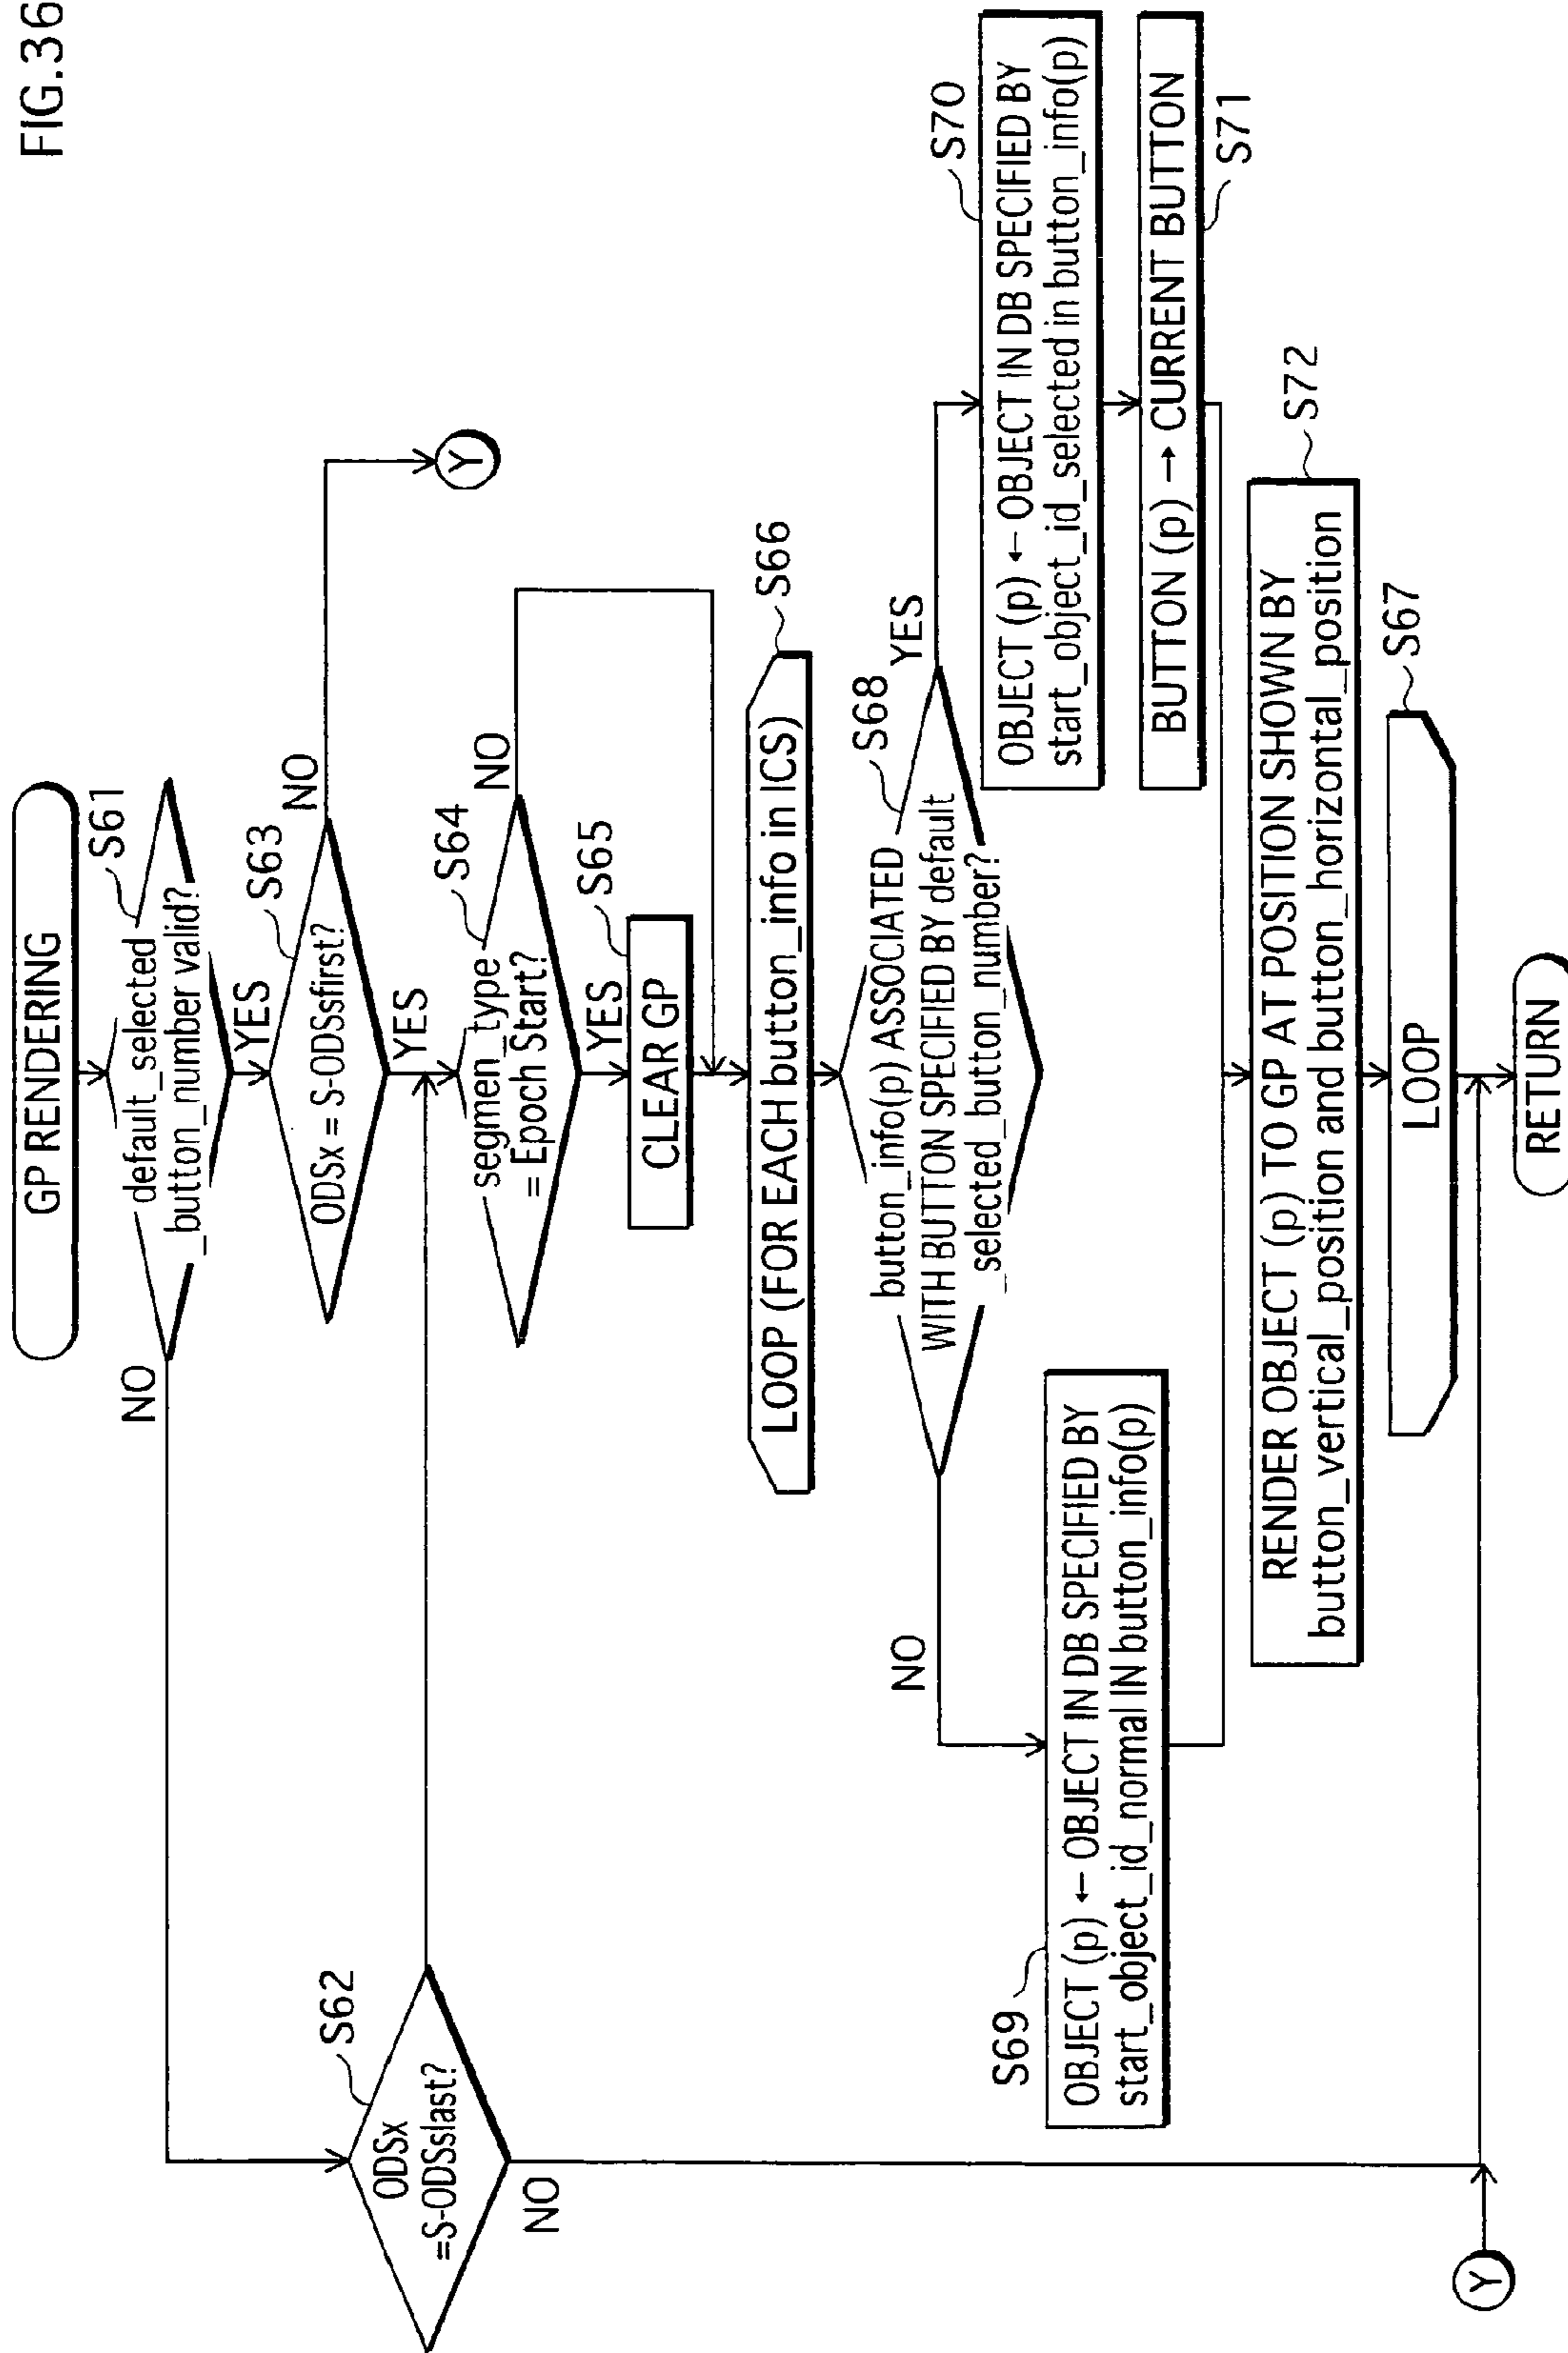 FIG.36
GP RENDERING
S61
default_selected
_button_number valid?
NO
YES
S62
ODSx
=S-ODSslast?
NO
S63
ODSx = S-ODSsfirst?
NO
YES
Y
S64
segmen_type
= Epoch Start?
NO
YES
S65
CLEAR GP
S66
LOOP (FOR EACH button_info in ICS)
S68
button_info(p) ASSOCIATED
WITH BUTTON SPECIFIED BY default
_selected_button_number?
NO
YES
S69
OBJECT (p) ← OBJECT IN DB SPECIFIED BY
start_object_id_normal IN button_info(p)
S70
OBJECT (p) ← OBJECT IN DB SPECIFIED BY
start_object_id_selected in button_info(p)
BUTTON (p) → CURRENT BUTTON
S71
S72
RENDER OBJECT (p) TO GP AT POSITION SHOWN BY
button_vertical_position and button_horizontal_position
S67
LOOP
Y
RETURN